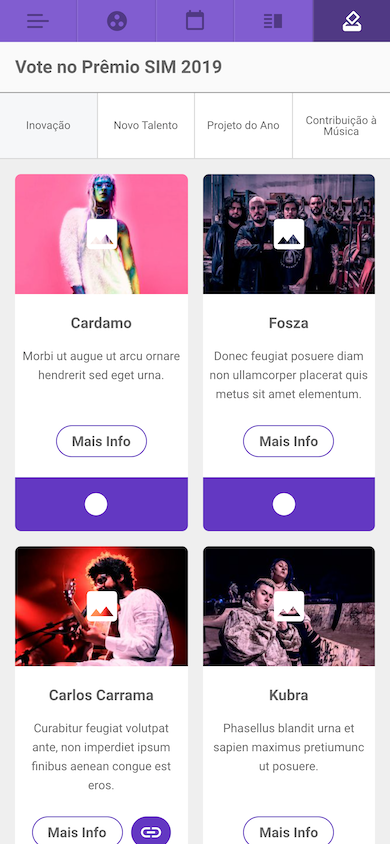 Vote no Prêmio SIM 2019
Inovação
Novo Talento
Projeto do Ano
Contribuição à
Música
Cardamo
Morbi ut augue ut arcu ornare
hendrerit sed eget urna.
Mais Info
Fosza
Donec feugiat posuere diam
non ullamcorper placerat quis
metus sit amet elementum.
Mais Info
Carlos Carrama
Curabitur feugiat volutpat
ante, non imperdiet ipsum
finibus aenean congue est
eros.
Mais Info
Kubra
Phasellus blandit urna et
sapien maximus pretiumunc
ut posuere.
Mais Info